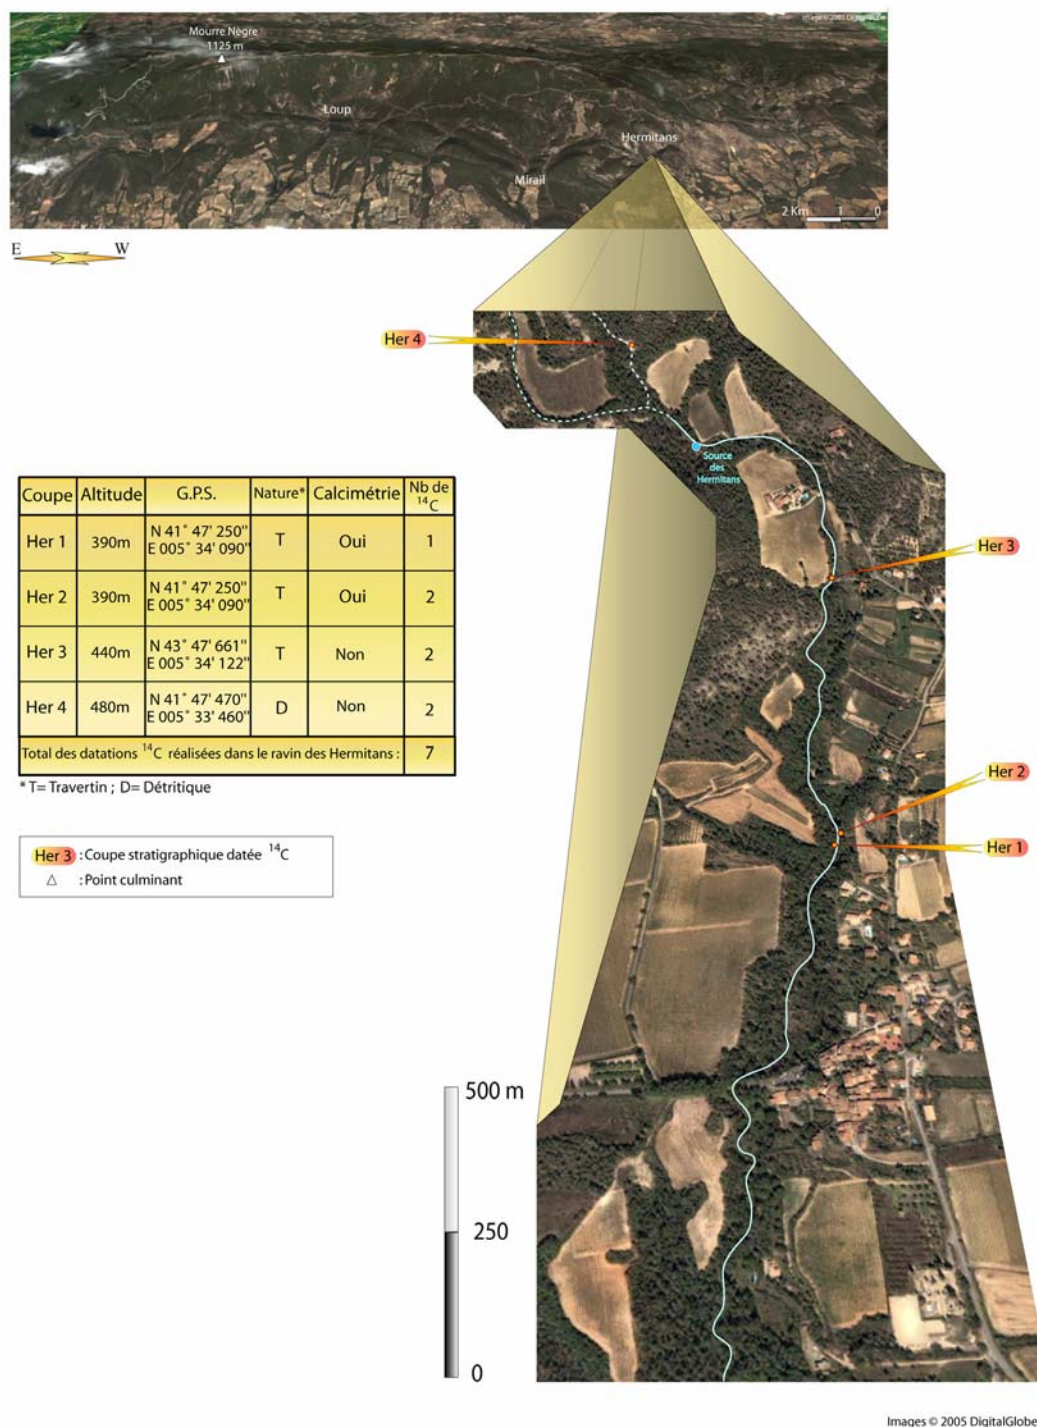 Images © 2005 DigitalGlobe
Mourre Nègre
1125 m
Loup
Hermitans
Mirail
2 Km 1 0
E W
Her 4
Source
des
Hermitans
Her 3
Her 2
Her 1
Coupe Altitude G.P.S. Nature* Calcimétrie Nb de
14C
Her 1 390m N 41° 47' 250'' T Oui 1
E 005° 34' 090''
Her 2 390m N 41° 47' 250'' T Oui 2
E 005° 34' 090''
Her 3 440m N 43° 47' 661'' T Non 2
E 005° 34' 122''
Her 4 480m N 41° 47' 470'' D Non 2
E 005° 33' 460''
Total des datations 14C réalisées dans le ravin des Hermitans : 7
* T= Travertin ; D= Détritique
Her 3 : Coupe stratigraphique datée 14C
△ : Point culminant
500 m
250
0
Images © 2005 DigitalGlobe